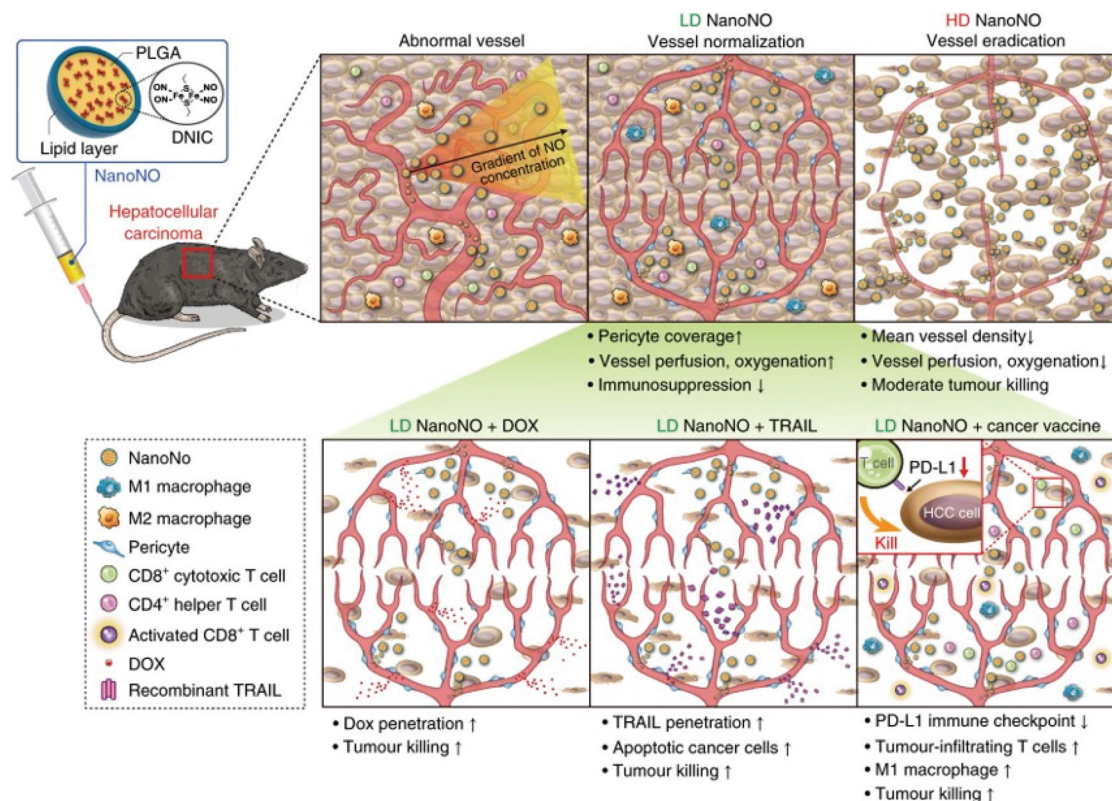 PLGA
ON
NO
S
Fe
Fe
ON
S
NO
DNIC
Lipid layer
NanoNO
Hepatocellular
carcinoma
Abnormal vessel
LD NanoNO
Vessel normalization
HD NanoNO
Vessel eradication
Gradient of NO
concentration
• Pericyte coverage↑
• Vessel perfusion, oxygenation↑
• Immunosuppression ↓
• Mean vessel density↓
• Vessel perfusion, oxygenation↓
• Moderate tumour killing
NanoNo
M1 macrophage
M2 macrophage
Pericyte
CD8⁺ cytotoxic T cell
CD4⁺ helper T cell
Activated CD8⁺ T cell
DOX
Recombinant TRAIL
LD NanoNO + DOX
LD NanoNO + TRAIL
LD NanoNO + cancer vaccine
T cell
PD-L1
HCC cell
Kill
• Dox penetration ↑
• Tumour killing ↑
• TRAIL penetration ↑
• Apoptotic cancer cells ↑
• Tumour killing ↑
• PD-L1 immune checkpoint ↓
• Tumour-infiltrating T cells ↑
• M1 macrophage ↑
• Tumour killing ↑